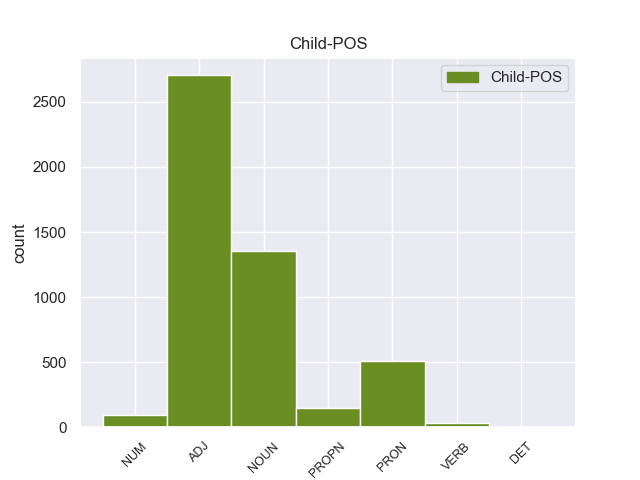 Child-POS
Child-POS
2500
2000
1500
1000
500
0
count
NUM
ADJ
NOUN
PROPN
PRON
VERB
DET